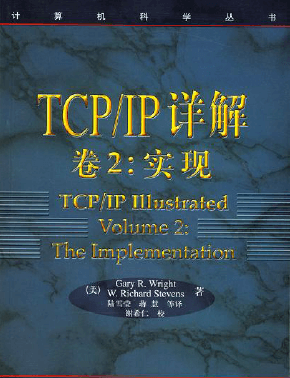 计算机科学丛书
TCP/IP 详解
卷2:实现
TCP/IP Illustrated
Volume 2:
The Implementation
(美) Gary R. Wright
W. Richard Stevens 著
陆雪莹 蒋慧 等译
谢希仁 校